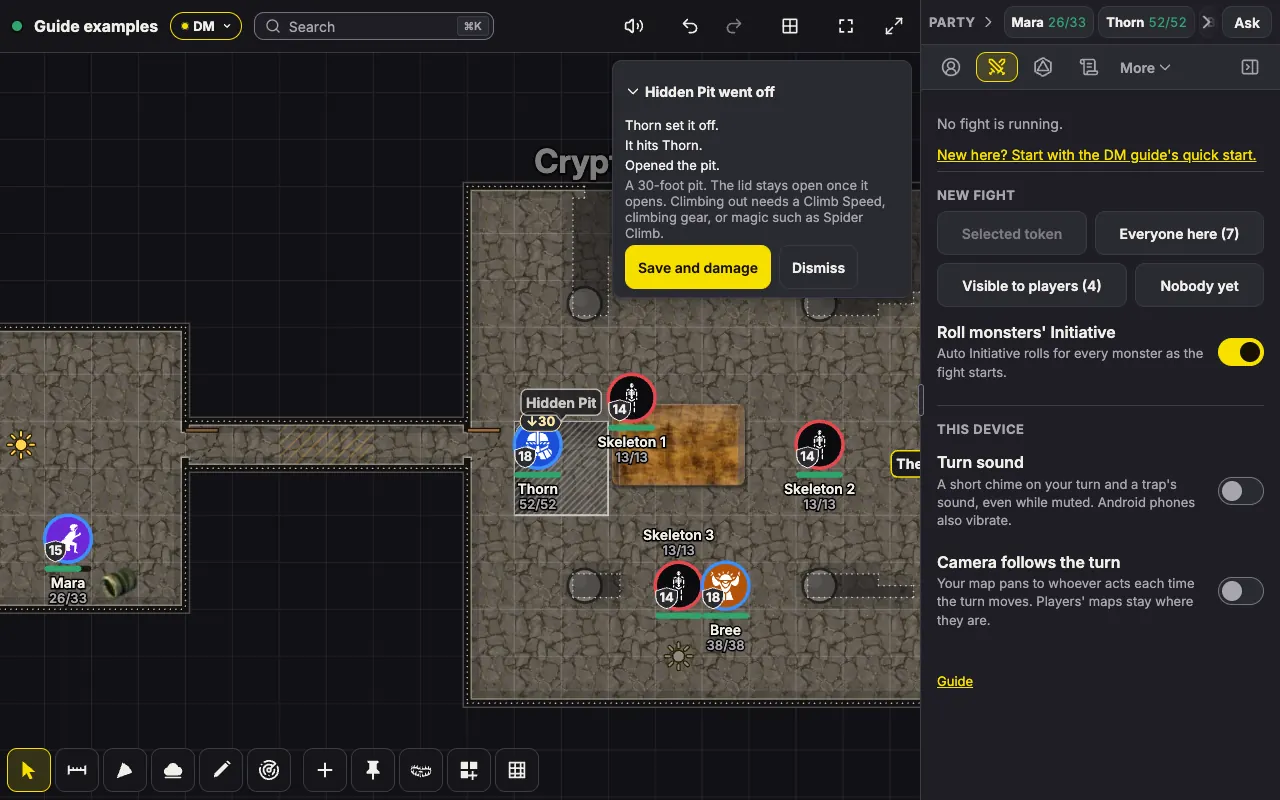 Guide examples
DM
Search
⌘K
PARTY
Mara 26/33
Thorn 52/52
Ask
More
Hidden Pit went off
Thorn set it off.
It hits Thorn.
Opened the pit.
A 30-foot pit. The lid stays open once it
opens. Climbing out needs a Climb Speed,
climbing gear, or magic such as Spider
Climb.
Save and damage
Dismiss
No fight is running.
New here? Start with the DM guide's quick start.
NEW FIGHT
Selected token
Everyone here (7)
Visible to players (4)
Nobody yet
Roll monsters' Initiative
Auto Initiative rolls for every monster as the
fight starts.
THIS DEVICE
Turn sound
A short chime on your turn and a trap's
sound, even while muted. Android phones
also vibrate.
Camera follows the turn
Your map pans to whoever acts each time
the turn moves. Players' maps stay where
they are.
Guide
Hidden Pit
↓30
18
Thorn
52/52
14
Skeleton 1
13/13
14
Skeleton 2
13/13
Skeleton 3
13/13
14
18
Bree
38/38
15
Mara
26/33